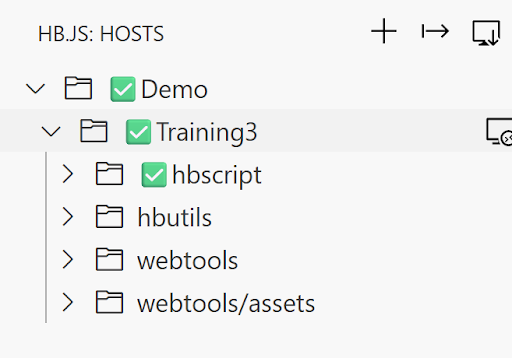 HB.JS: HOSTS
✅Demo
✅Training3
✅hbscript
hbutils
webtools
webtools/assets